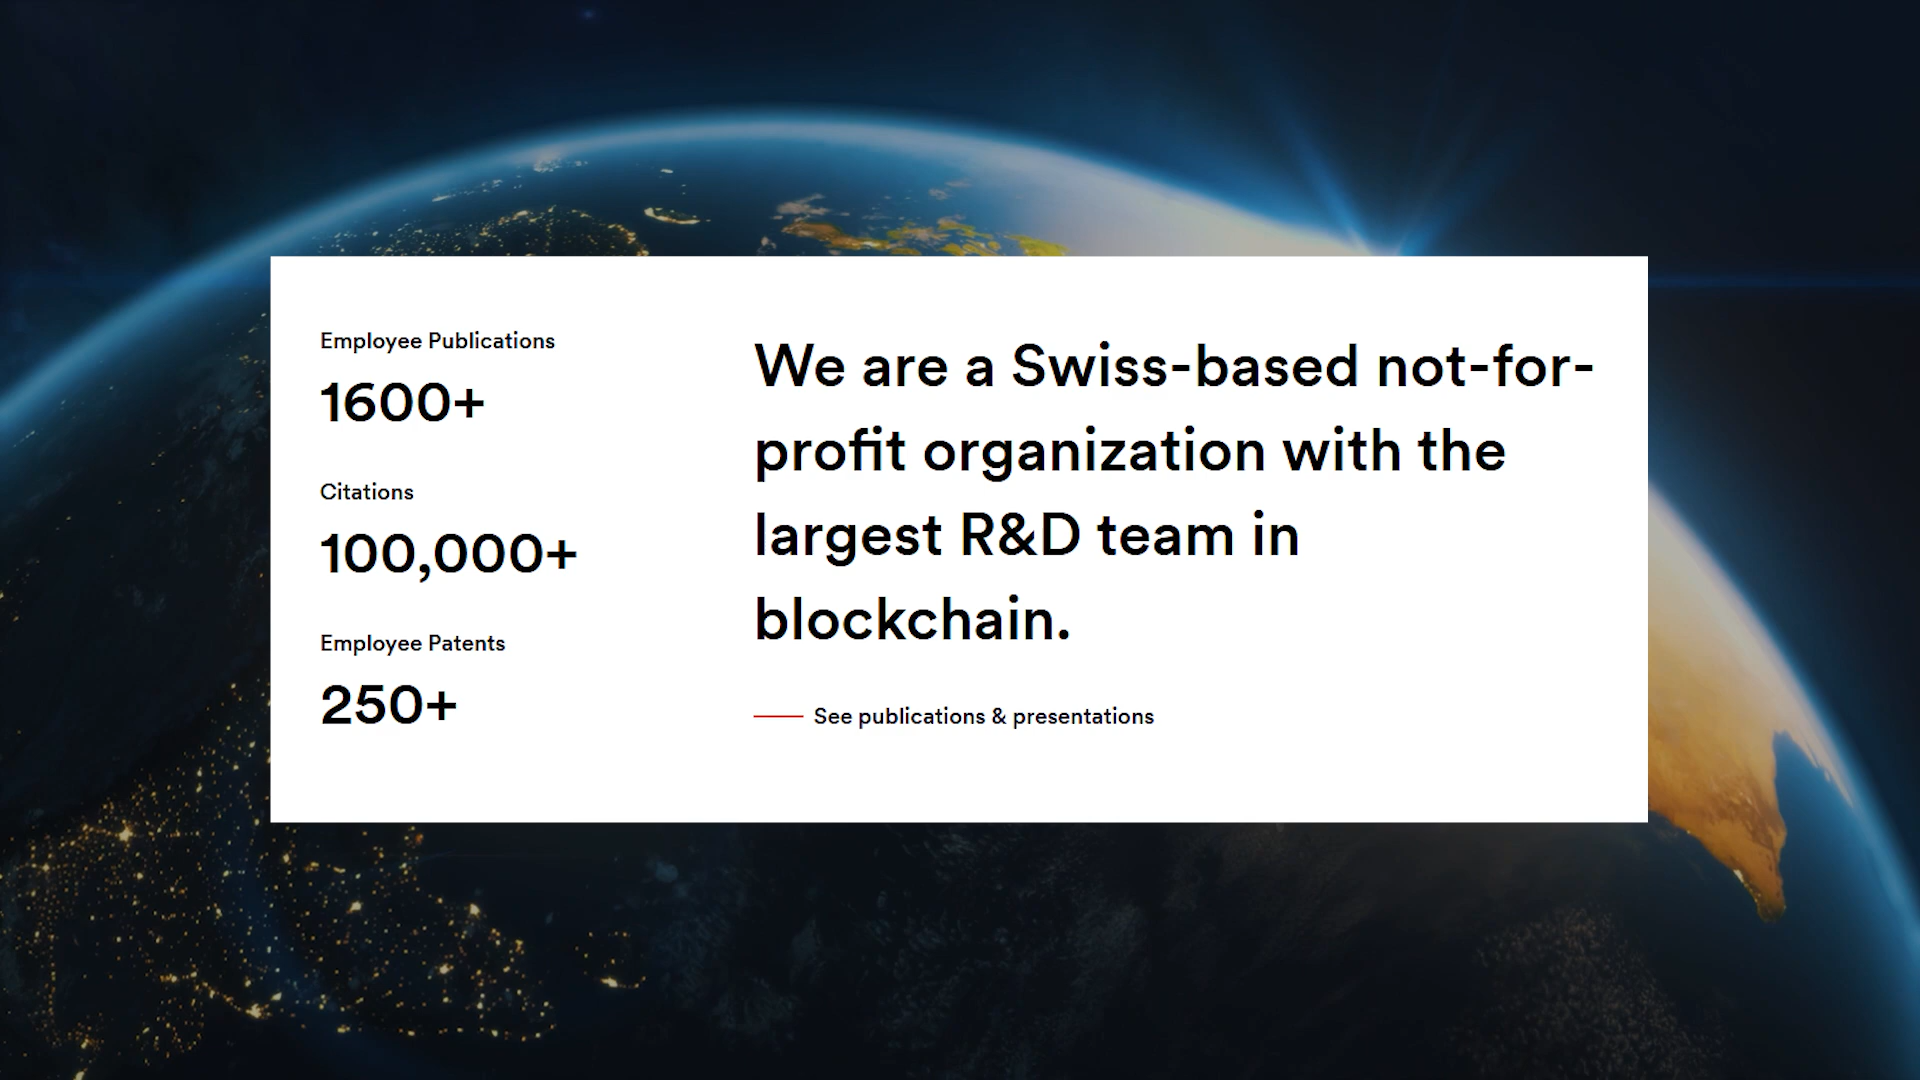 Employee Publications
1600+
Citations
100,000+
Employee Patents
250+
We are a Swiss-based not-for-
profit organization with the
largest R&D team in
blockchain.
See publications & presentations